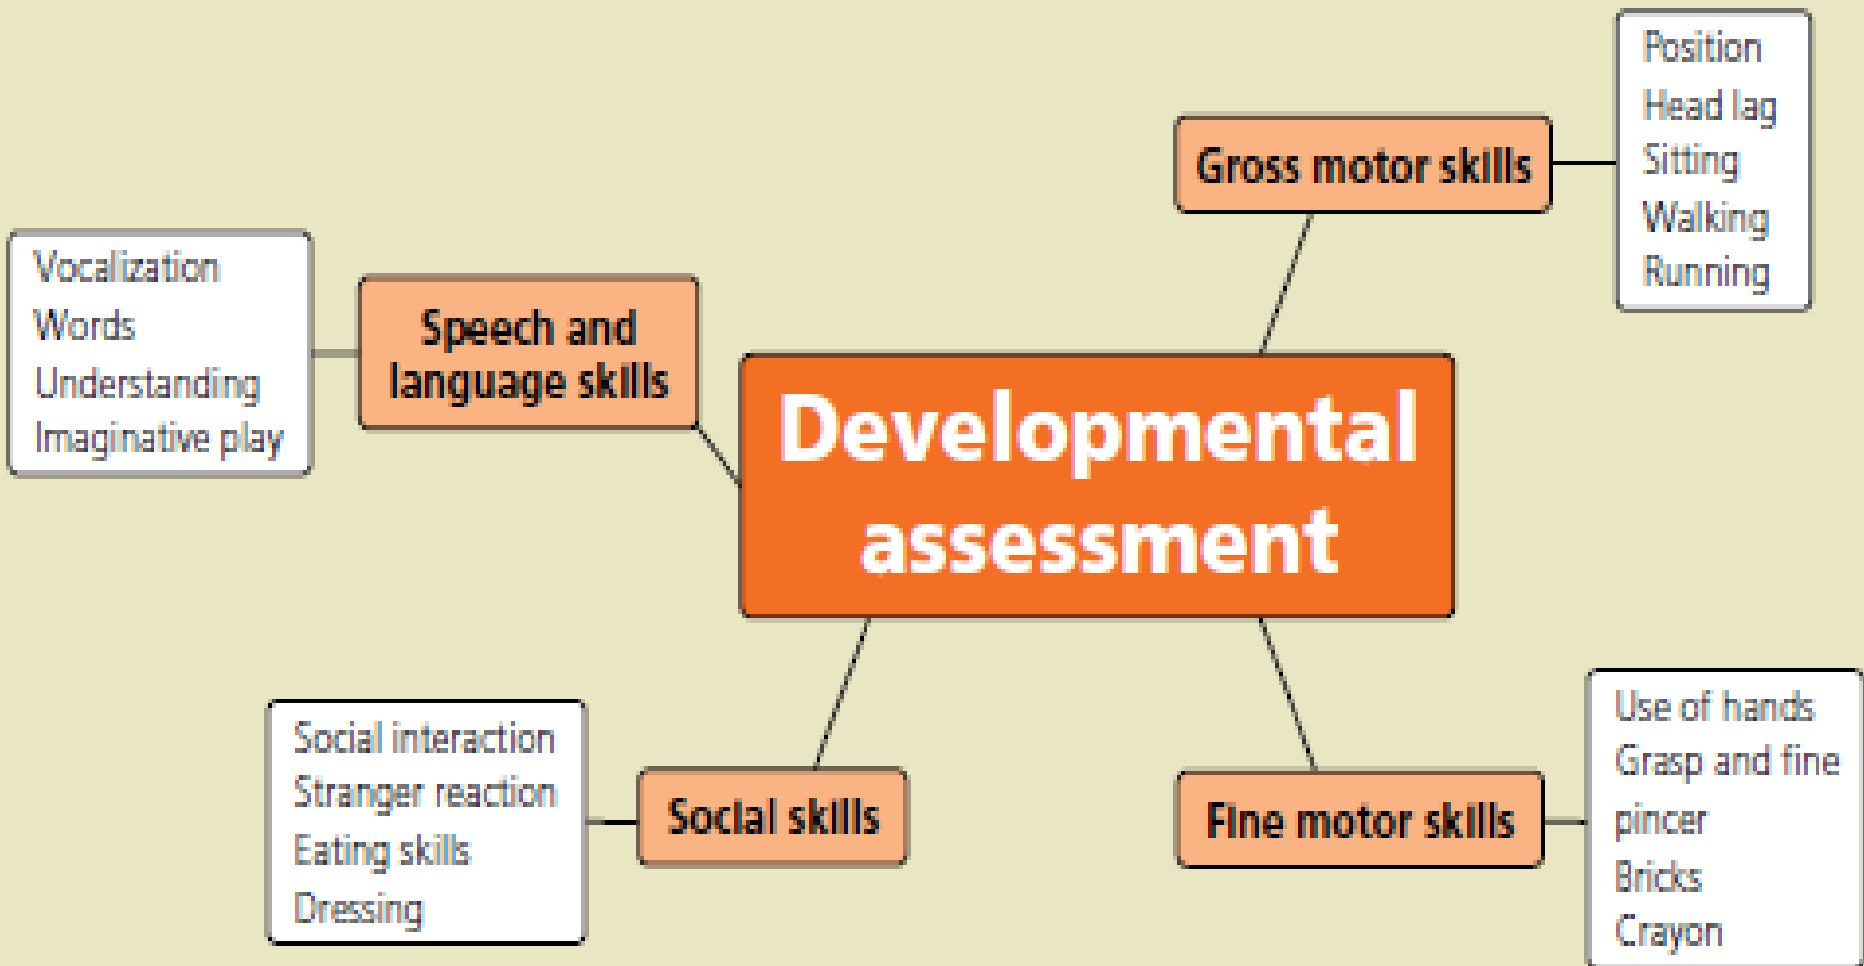 Developmental
assessment
Gross motor skills
Position
Head lag
Sitting
Walking
Running
Speech and
language skills
Vocalization
Words
Understanding
Imaginative play
Social skills
Social interaction
Stranger reaction
Eating skills
Dressing
Fine motor skills
Use of hands
Grasp and fine
pincer
Bricks
Crayon